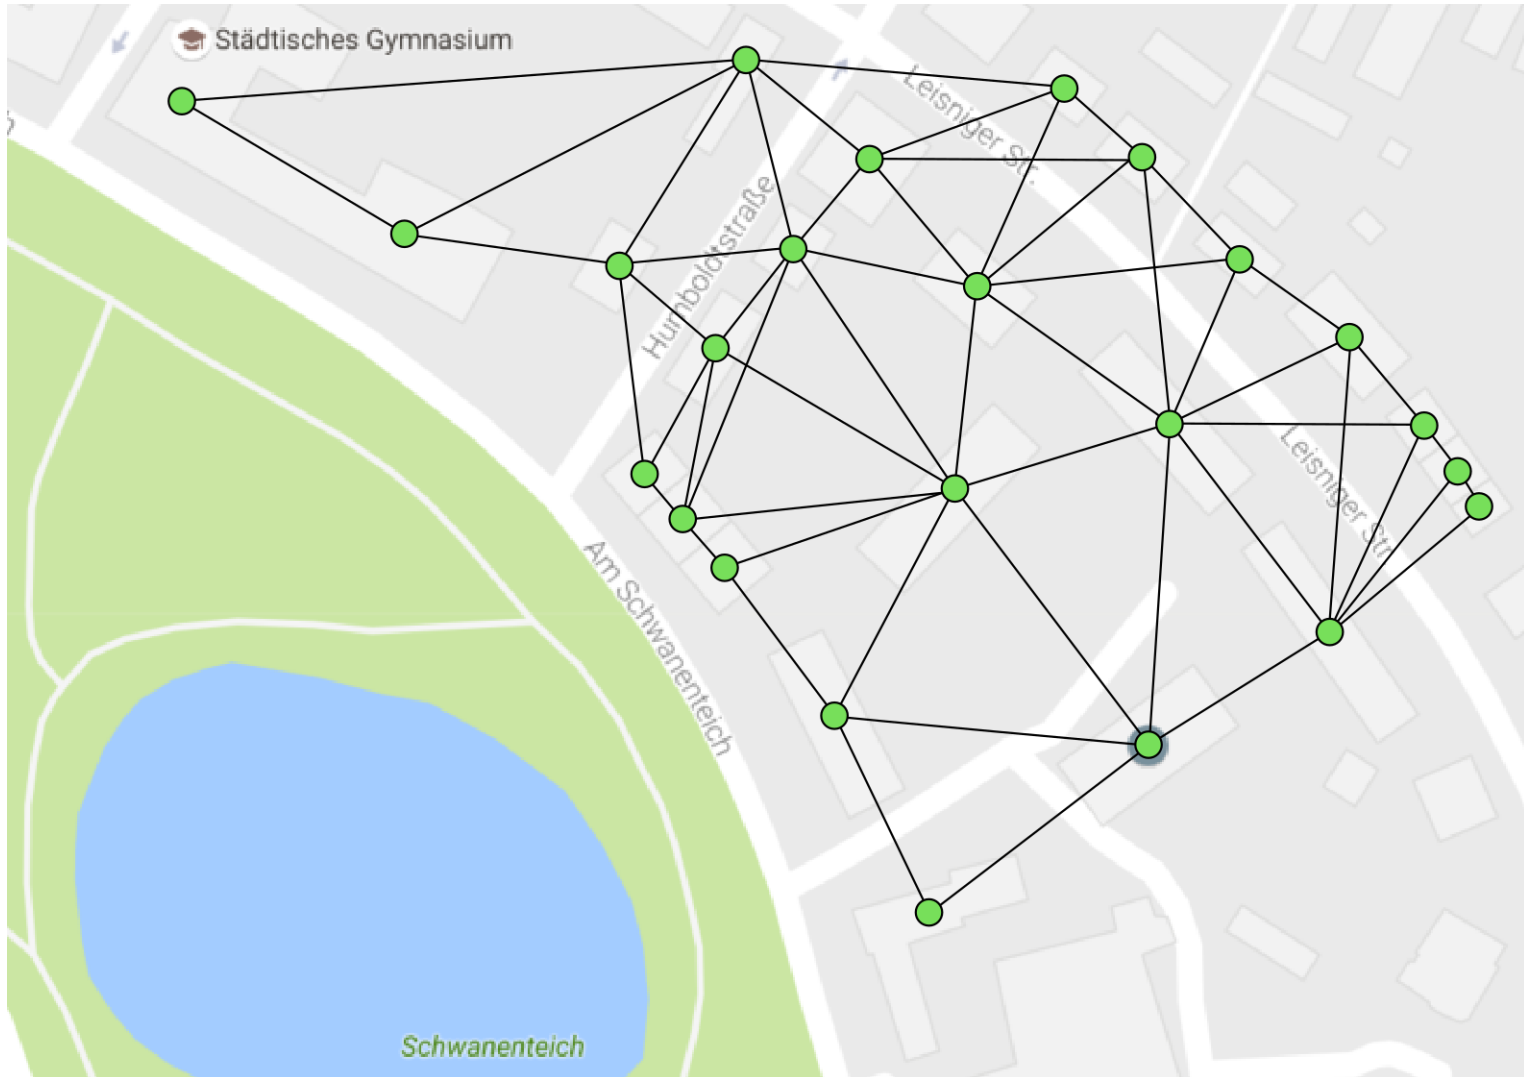 Städtisches Gymnasium
Leisniger Str.
Humboldtstraße
Leisniger Str.
Am Schwanenteich
Schwanenteich